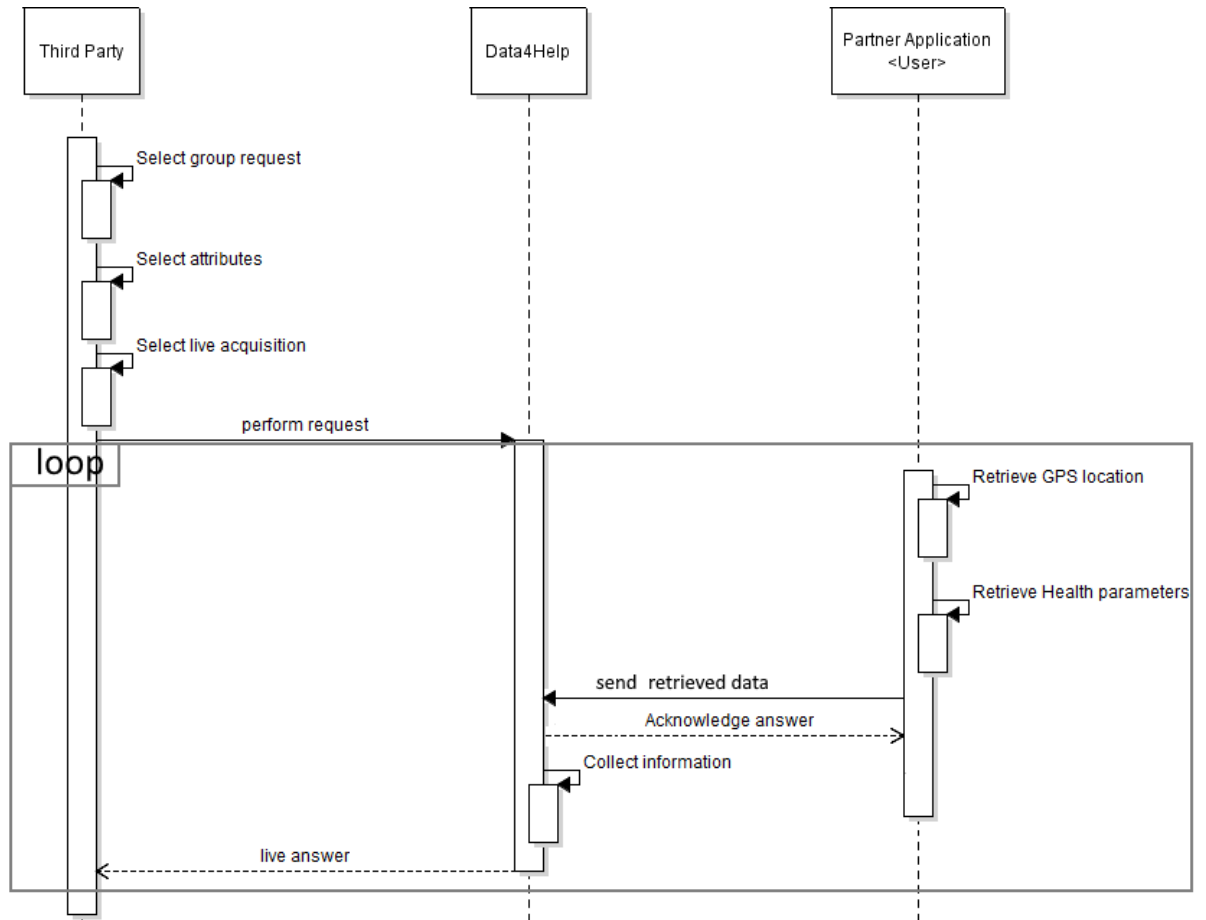 Third Party
Data4Help
Partner Application
<User>
Select group request
Select attributes
Select live acquisition
perform request
loop
Retrieve GPS location
Retrieve Health parameters
send  retrieved data
Acknowledge answer
Collect information
live answer